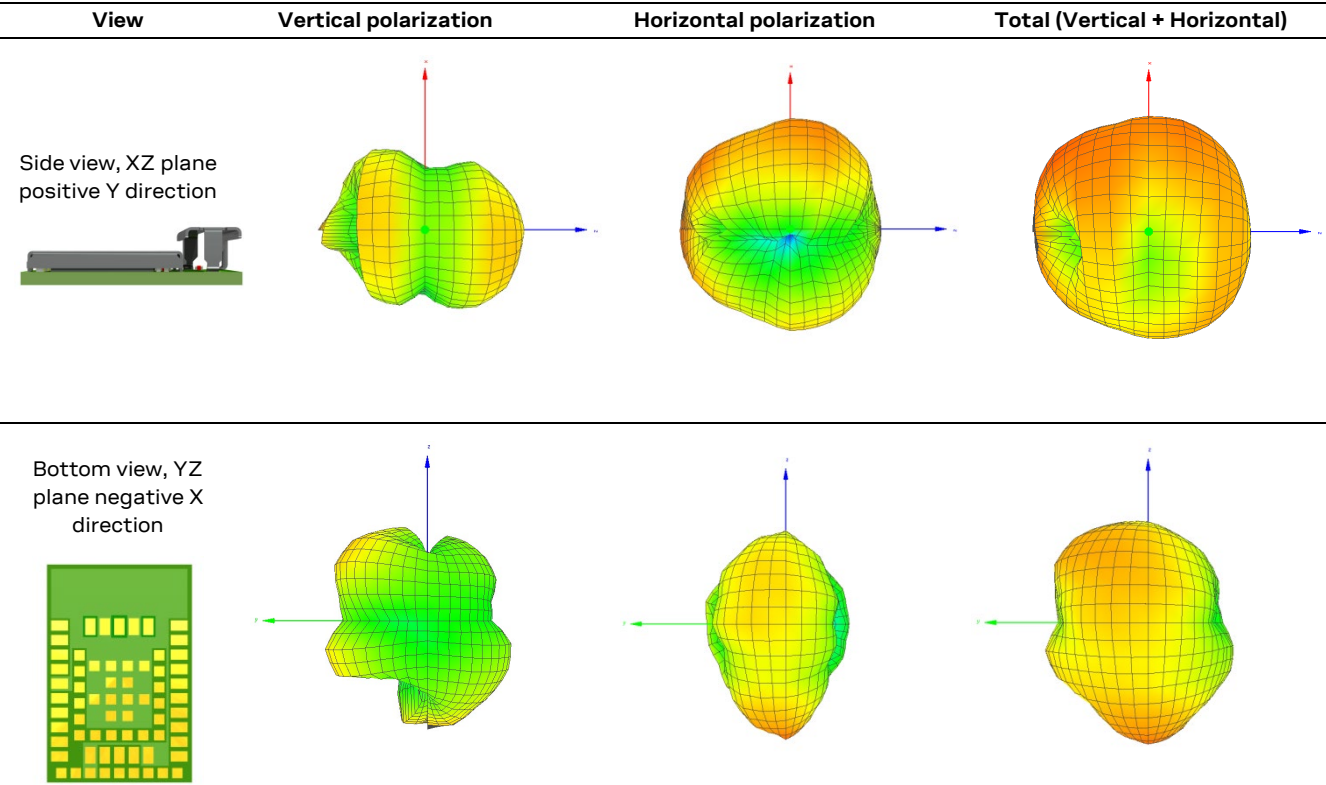 View Vertical polarization Horizontal polarization Total (Vertical + Horizontal)
Side view, XZ plane
positive Y direction
Bottom view, YZ
plane negative X
direction